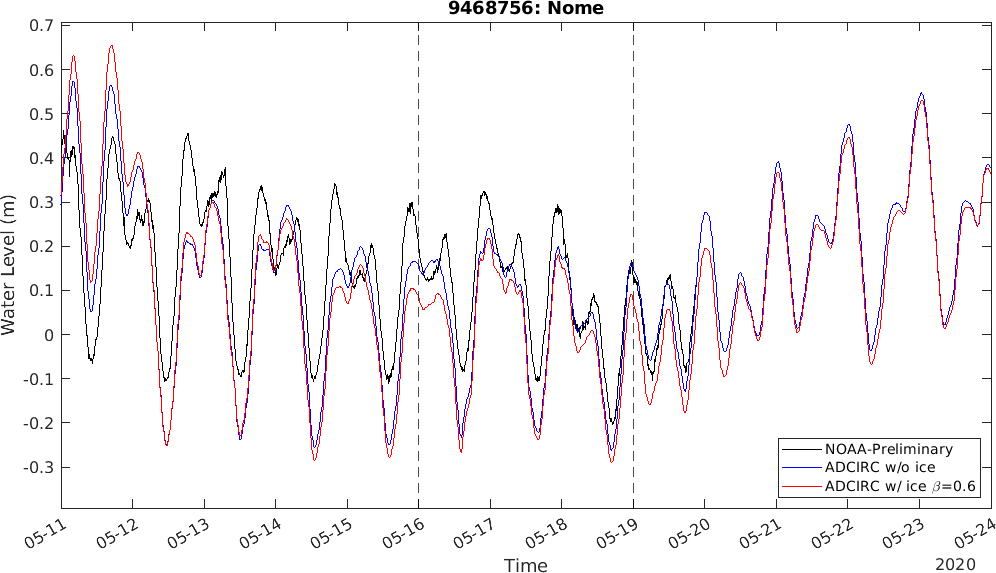 9468756: Nome
0.7
0.6
0.5
0.4
0.3
0.2
0.1
0
-0.1
-0.2
-0.3
Water Level (m)
NOAA-Preliminary
ADCIRC w/o ice
ADCIRC w/ ice β=0.6
05-11 05-12 05-13 05-14 05-15 05-16 05-17 05-18 05-19 05-20 05-21 05-22 05-23 05-24
Time
2020